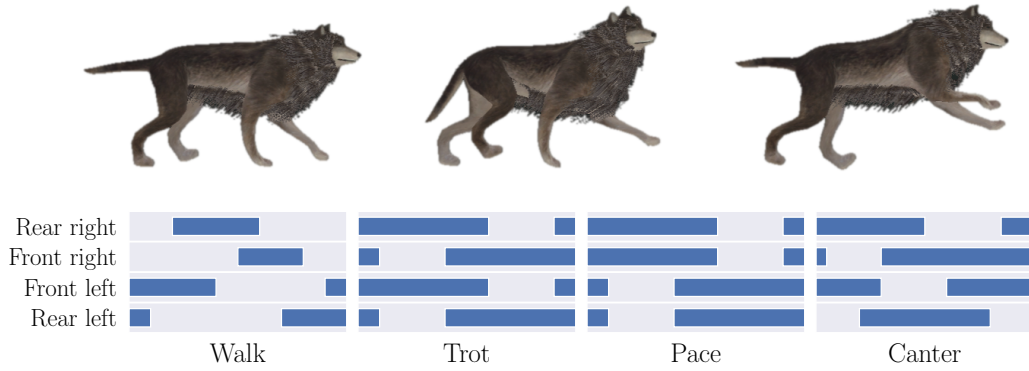 Rear right
Front right
Front left
Rear left
Walk Trot Pace Canter